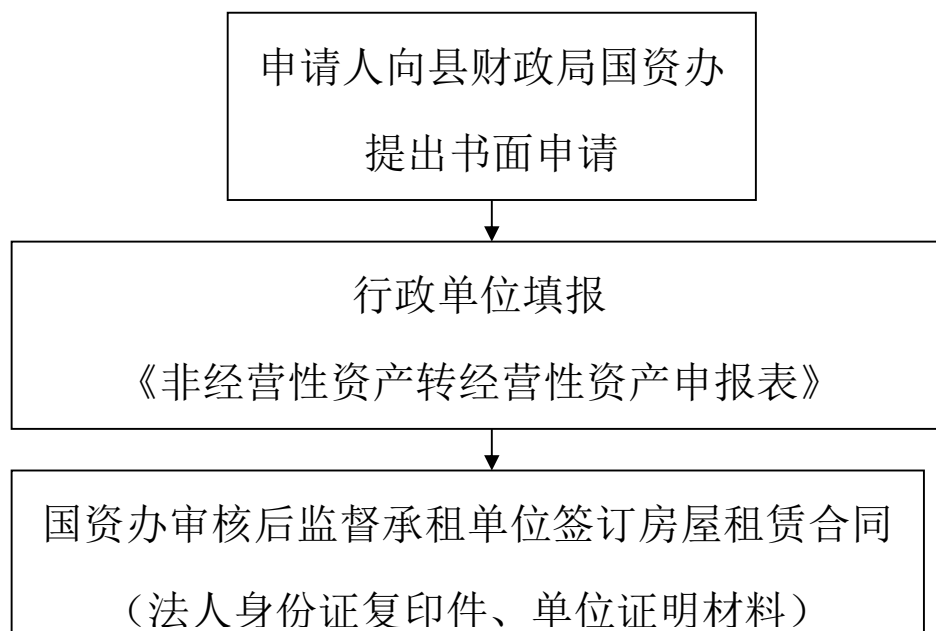 申请人向县财政局国资办
提出书面申请
行政单位填报
《非经营性资产转经营性资产申报表》
国资办审核后监督承租单位签订房屋租赁合同
（法人身份证复印件、单位证明材料）